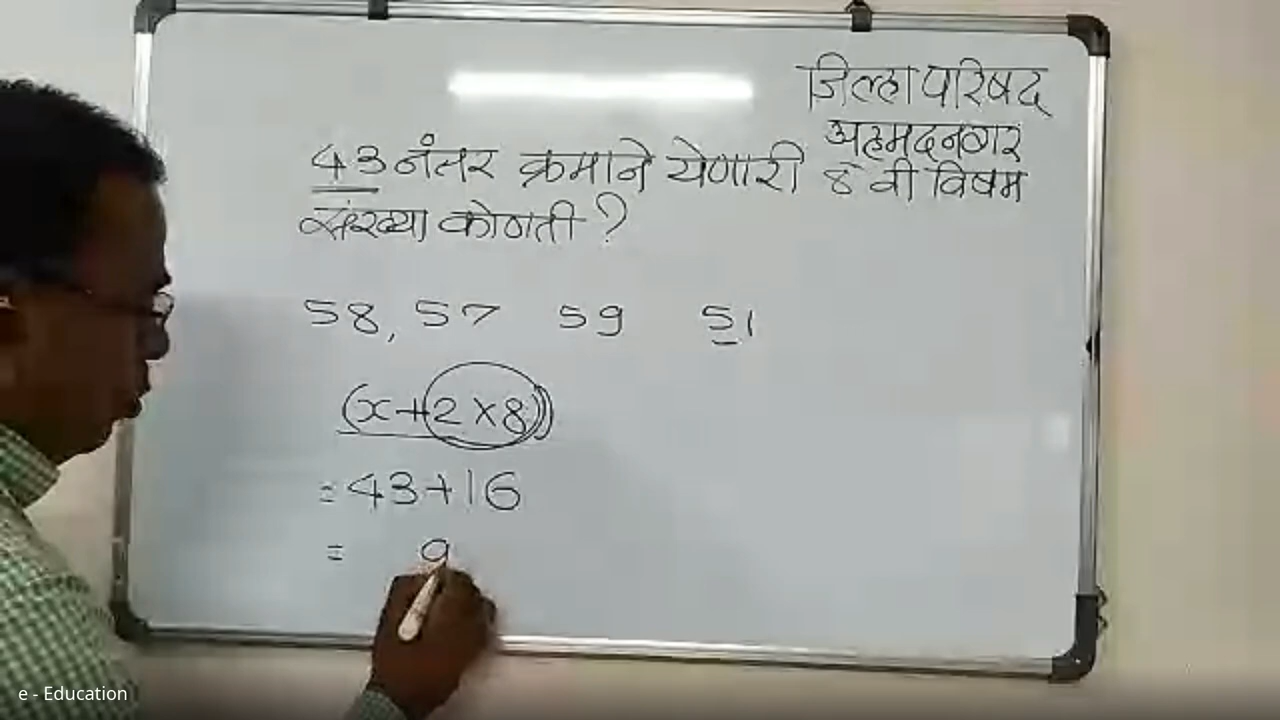 जिल्हा परिषद
अहमदनगर
43 नंतर क्रमाने येणारी 8 वी विषम
संख्या कोणती ?
58, 57 59 51
(x+2×8))
= 43+16
= 9
e - Education